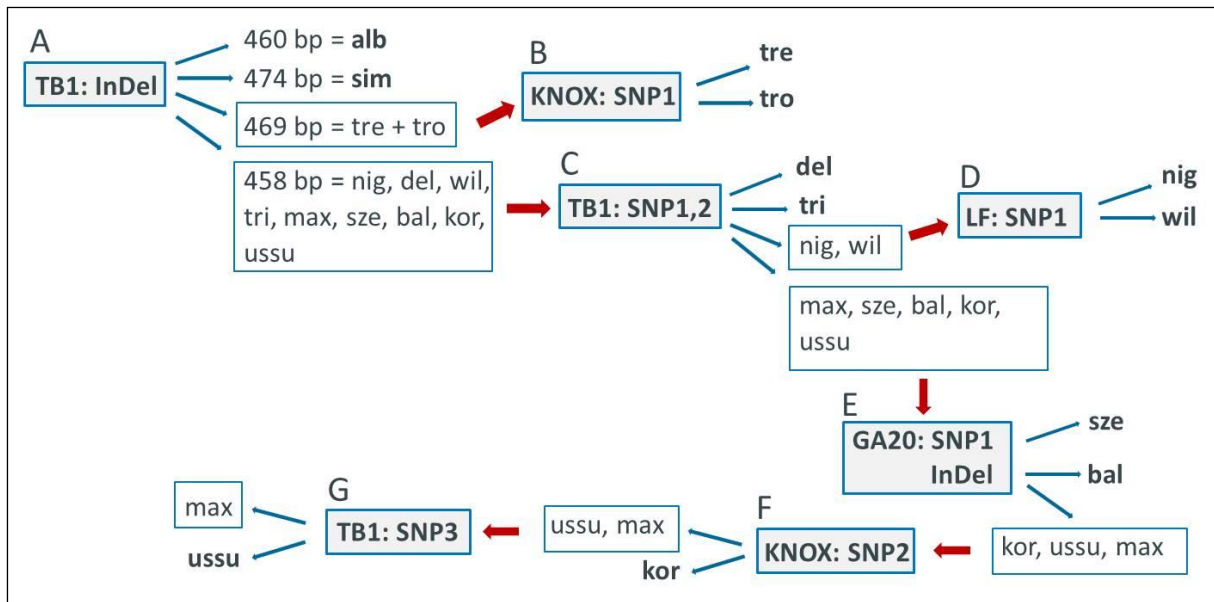 A
TB1: InDel
460 bp = alb
474 bp = sim
469 bp = tre + tro
458 bp = nig, del, wil,
tri, max, sze, bal, kor,
ussu
B
KNOX: SNP1
tre
tro
C
TB1: SNP1,2
del
tri
nig, wil
max, sze, bal, kor,
ussu
D
LF: SNP1
nig
wil
E
GA20: SNP1
InDel
sze
bal
kor, ussu, max
F
KNOX: SNP2
ussu, max
kor
G
TB1: SNP3
max
ussu